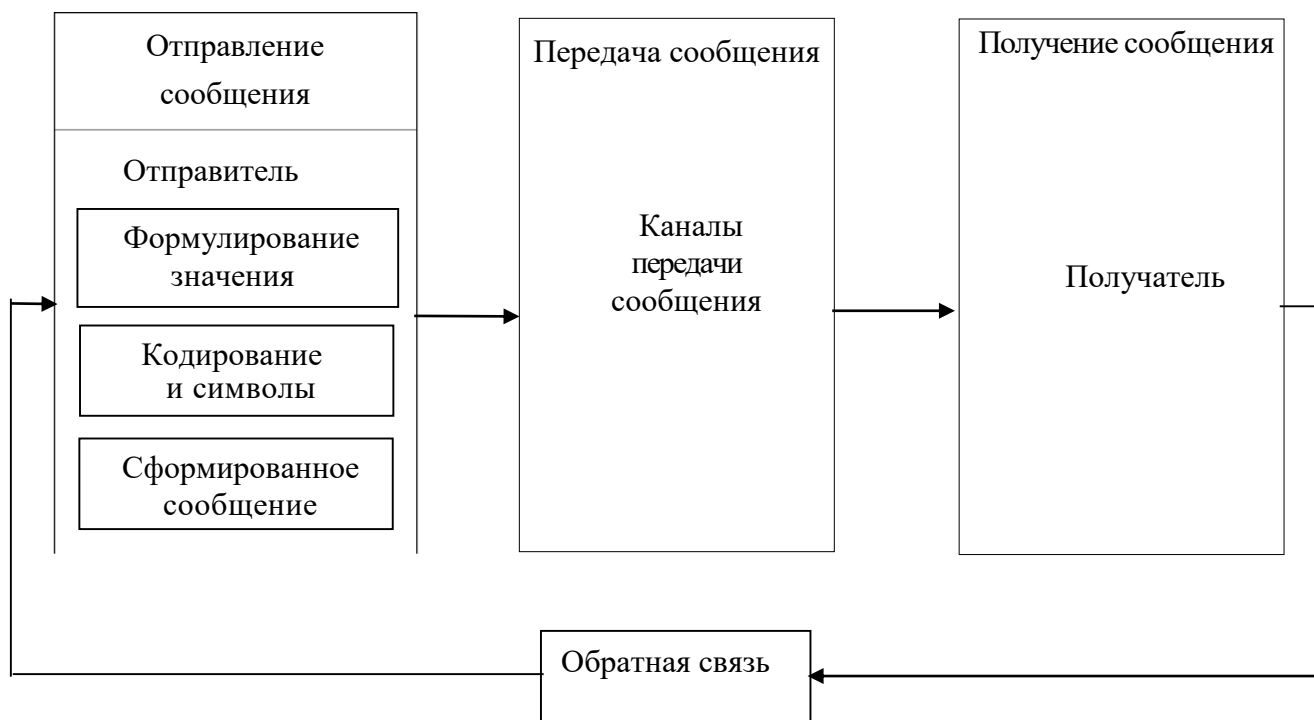 Отправление
сообщения
Отправитель
Формулирование
значения
Кодирование
и символы
Сформированное
сообщение
Передача сообщения
Каналы
передачи
сообщения
Получение сообщения
Получатель
Обратная связь